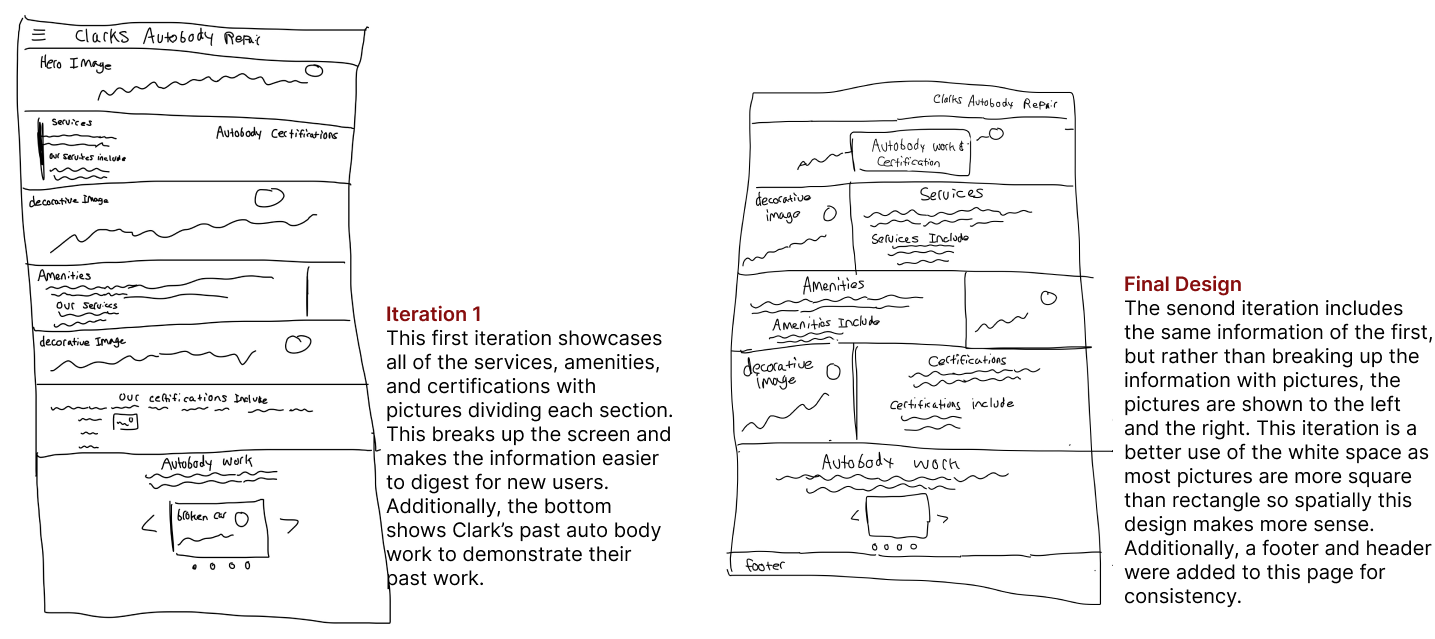 ☰ Clarks Autobody Repair
Hero Image
Services
our services include
Autobody Certifications
decorative Image
Amenities
our services
decorative Image
our certifications Include
Autobody work
broken car
< >
Iteration 1
This first iteration showcases
all of the services, amenities,
and certifications with
pictures dividing each section.
This breaks up the screen and
makes the information easier
to digest for new users.
Additionally, the bottom
shows Clark’s past auto body
work to demonstrate their
past work.
Clarks Autobody Repair
Autobody work &
Certification
decorative
image
Services
Services Include
Amenities
Amenities Include
decorative
Image
Certifications
Certifications include
Autobody work
< >
footer
Final Design
The senond iteration includes
the same information of the first,
but rather than breaking up the
information with pictures, the
pictures are shown to the left
and the right. This iteration is a
better use of the white space as
most pictures are more square
than rectangle so spatially this
design makes more sense.
Additionally, a footer and header
were added to this page for
consistency.